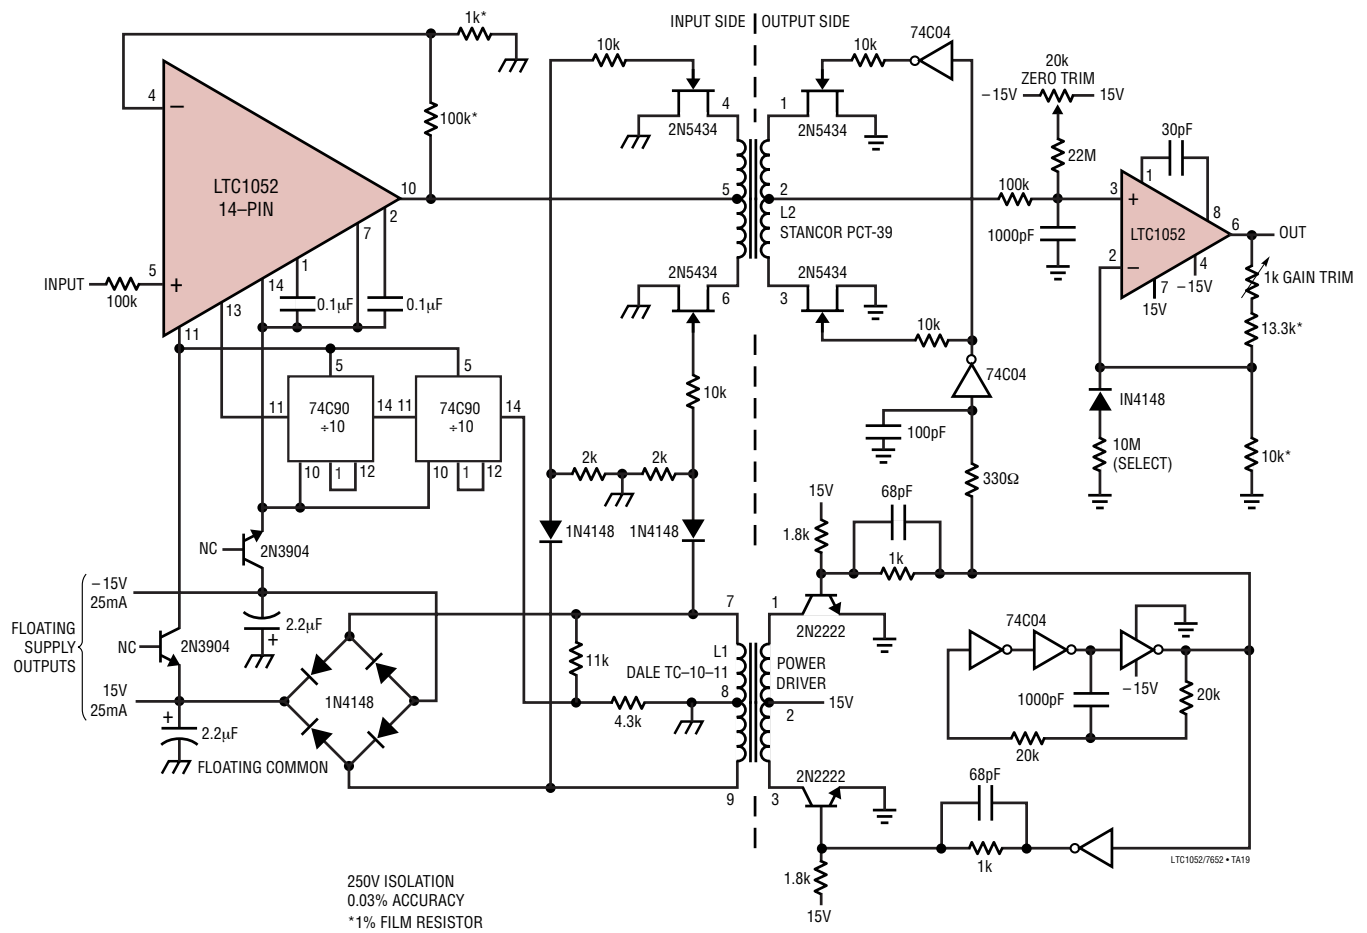 INPUT SIDE
OUTPUT SIDE
1k*
10k
10k
74C04
20k
ZERO TRIM
–15V
15V
4
–
100k*
4
2N5434
1
2N5434
22M
30pF
LTC1052
14–PIN
10
2
7
5
2
L2
STANCOR PCT-39
100k
1000pF
3
+
1
8
6
OUT
LTC1052
2
–
4
–15V
7
15V
1k GAIN TRIM
13.3k*
INPUT
100k
5
+
1
14
13
11
0.1µF
0.1µF
2N5434
6
2N5434
3
10k
74C04
5
5
74C90
÷10
74C90
÷10
11
14
11
14
10
1
12
10
1
12
10k
100pF
IN4148
10M
(SELECT)
10k*
2k
2k
330Ω
15V
68pF
1.8k
1k
NC
2N3904
1N4148
1N4148
–15V
25mA
FLOATING
SUPPLY
OUTPUTS
2.2µF
+
NC
2N3904
15V
25mA
+
2.2µF
FLOATING COMMON
1N4148
11k
4.3k
7
L1
DALE TC–10–11
8
9
1
2N2222
POWER
DRIVER
15V
2
3
2N2222
74C04
1000pF
–15V
20k
20k
68pF
1k
1.8k
15V
LTC1052/7652 • TA19
250V ISOLATION
0.03% ACCURACY
*1% FILM RESISTOR